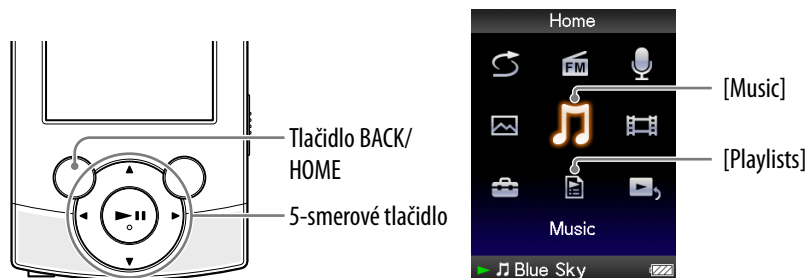 Tlačidlo BACK/
HOME
5-smerové tlačidlo
Home
FM
Music
Blue Sky
[Music]
[Playlists]